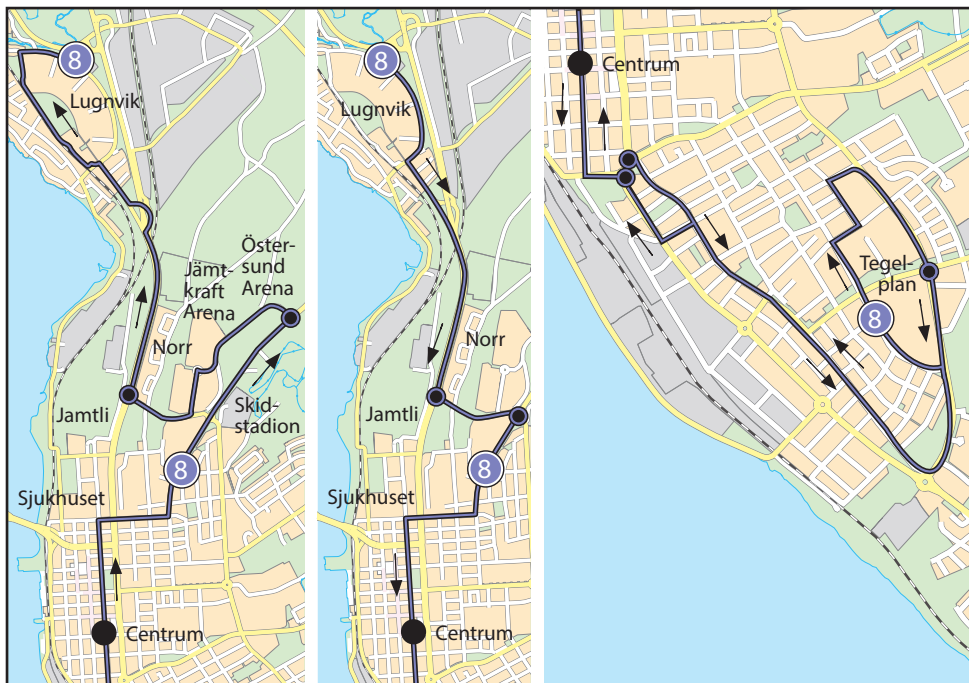 8
Lugnvik
Öster-
sund
Arena
Jämt-
kraft
Arena
Norr
Jamtli
Skid-
stadion
8
Sjukhuset
Centrum
8
Lugnvik
Norr
Jamtli
8
Sjukhuset
Centrum
Centrum
Tegel-
plan
8